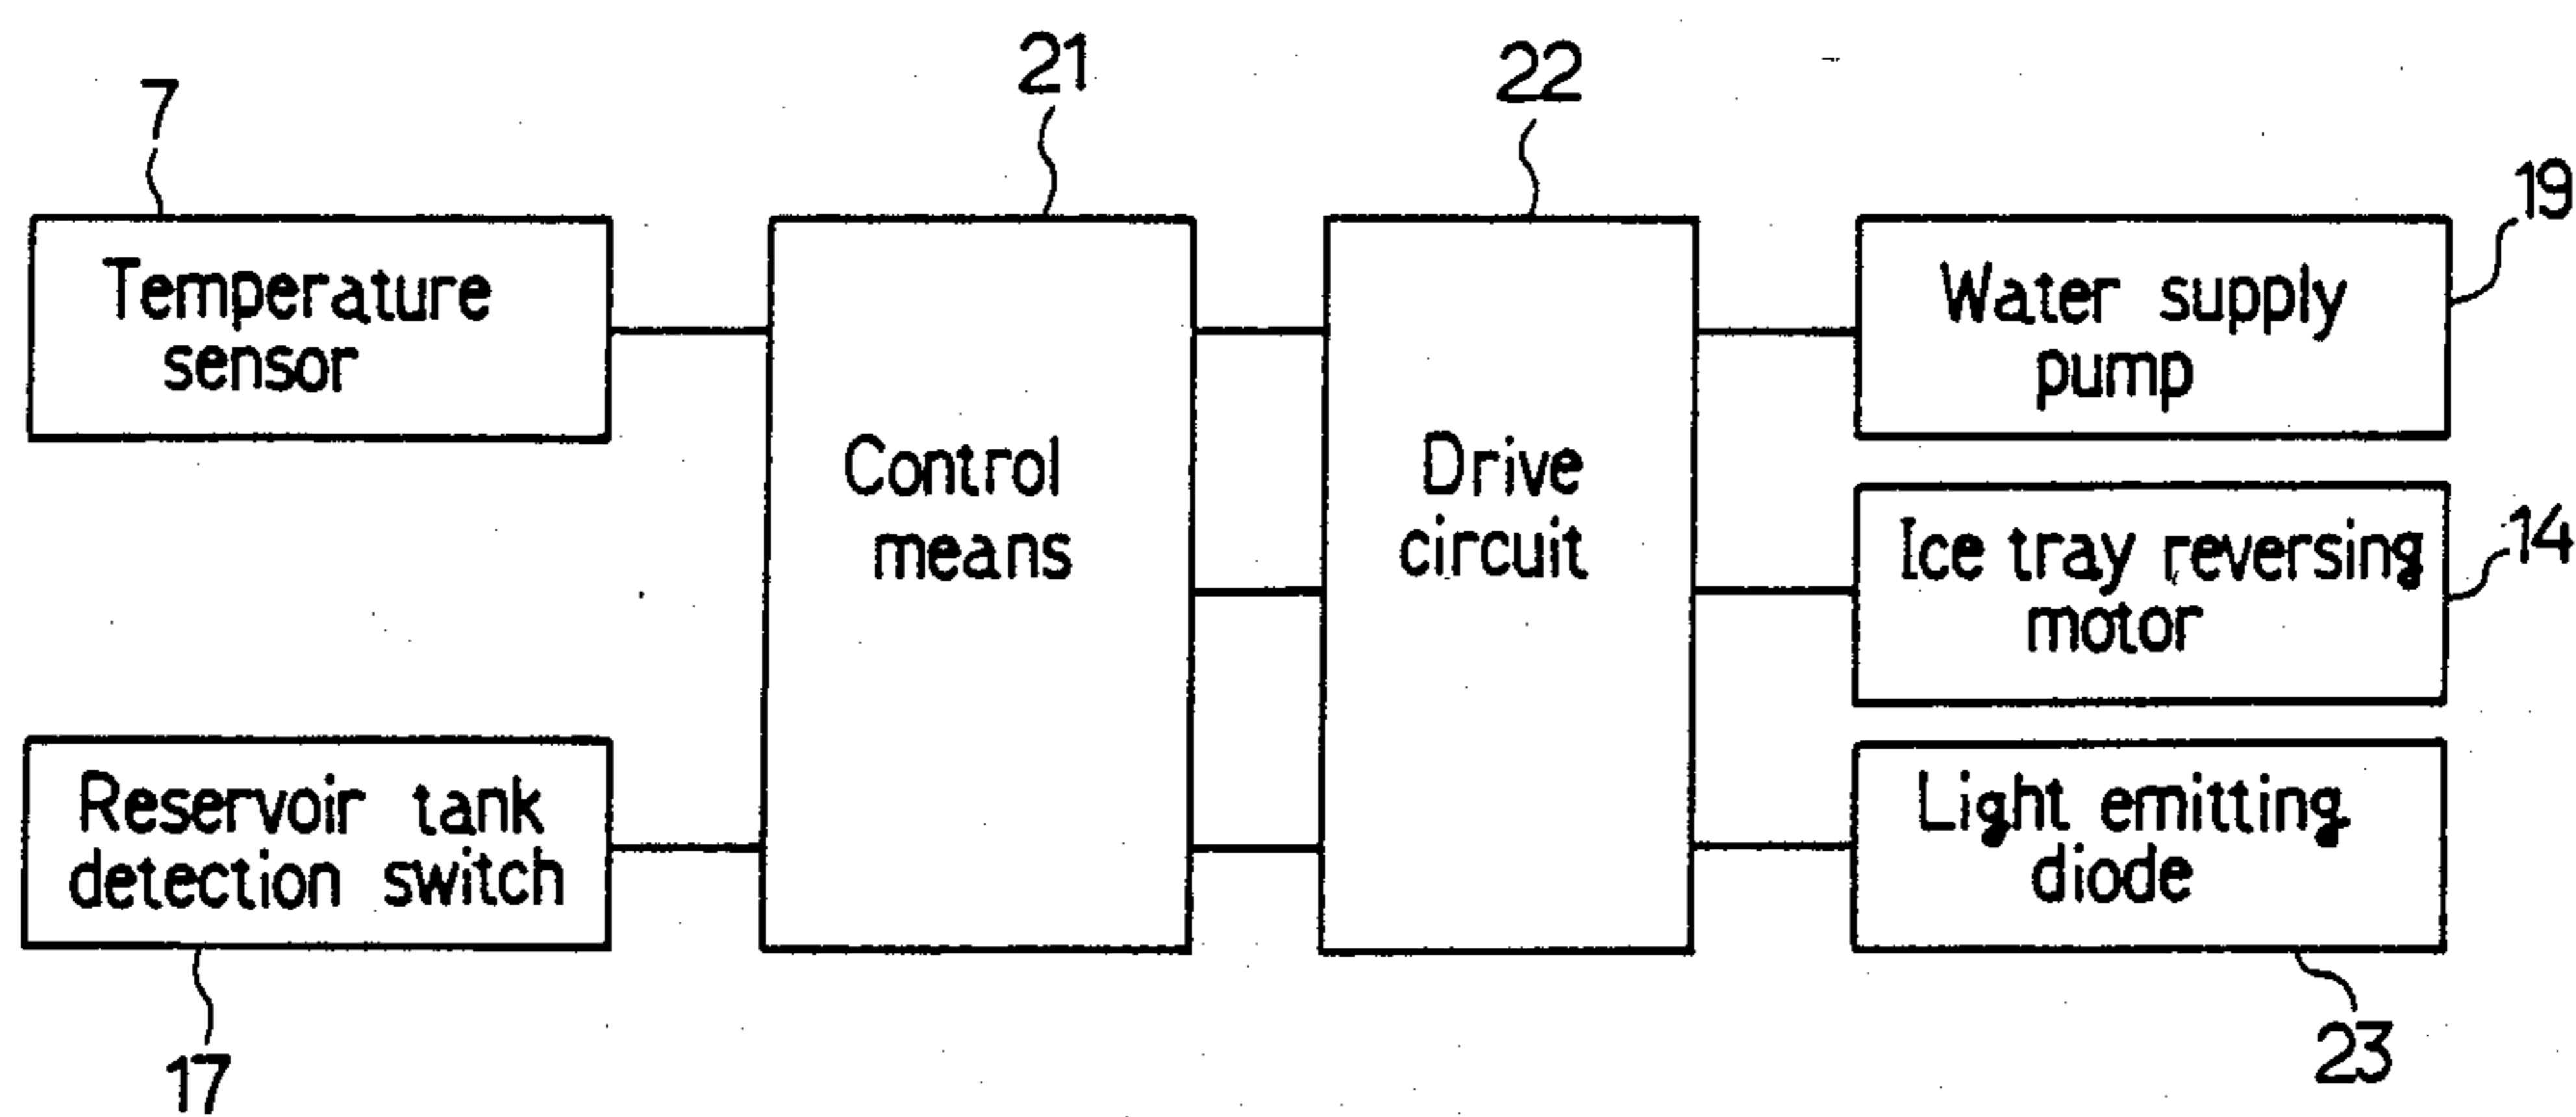 7
Temperature
sensor
Reservoir tank
detection switch
17
21
Control
means
22
Drive
circuit
19
Water supply
pump
14
Ice tray reversing
motor
Light emitting
diode
23